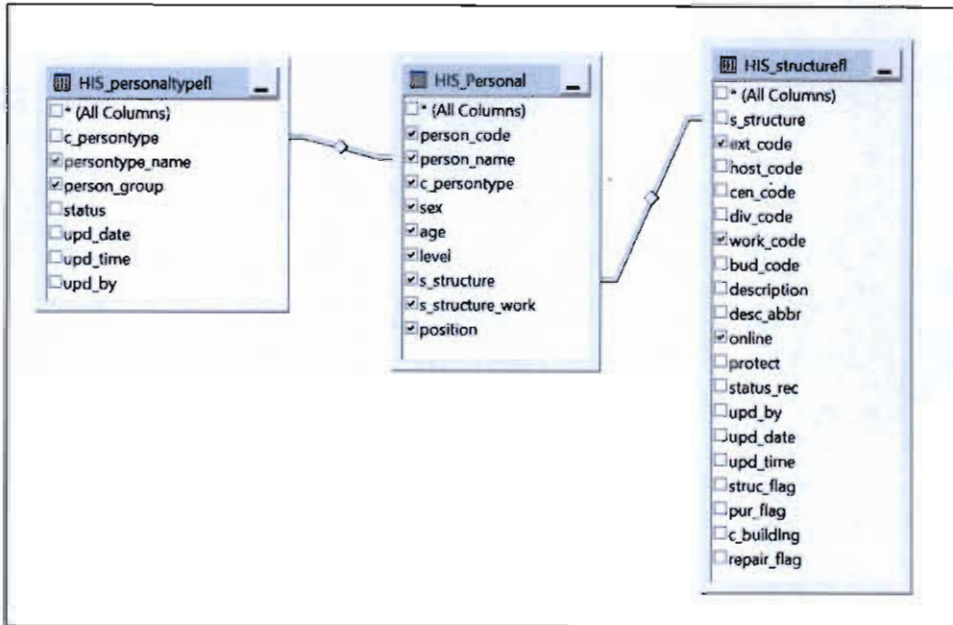 HIS_personaltypefl
* (All Columns)
c_persontype
persontype_name
person_group
status
upd_date
upd_time
upd_by
HIS_Personal
* (All Columns)
person_code
person_name
c_persontype
sex
age
level
s_structure
s_structure_work
position
HIS_structurefl
* (All Columns)
s_structure
ext_code
host_code
cen_code
div_code
work_code
bud_code
description
desc_abbr
online
protect
status_rec
upd_by
upd_date
upd_time
struc_flag
pur_flag
c_building
repair_flag